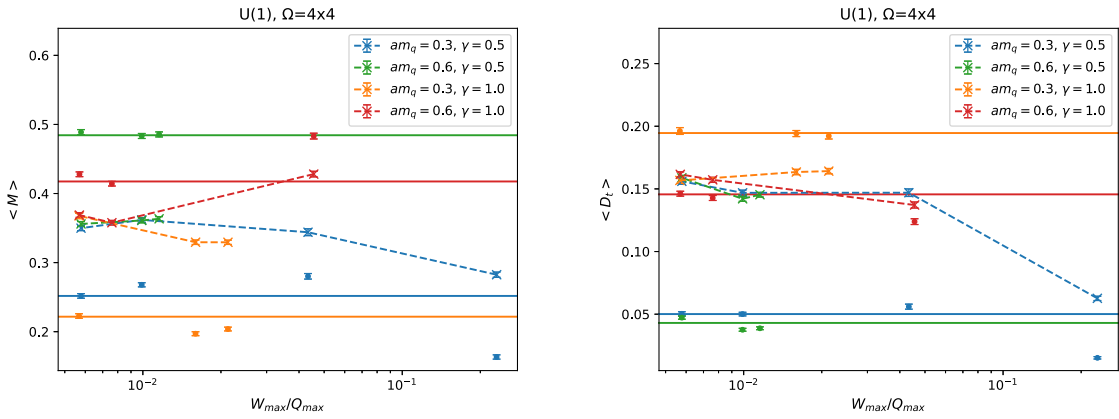 U(1), Ω=4x4
am_q = 0.3, γ = 0.5
am_q = 0.6, γ = 0.5
am_q = 0.3, γ = 1.0
am_q = 0.6, γ = 1.0
0.6
0.5
0.4
0.3
0.2
< M >
10⁻²
10⁻¹
W_max/Q_max
U(1), Ω=4x4
am_q = 0.3, γ = 0.5
am_q = 0.6, γ = 0.5
am_q = 0.3, γ = 1.0
am_q = 0.6, γ = 1.0
0.25
0.20
0.15
0.10
0.05
< D_t >
10⁻²
10⁻¹
W_max/Q_max